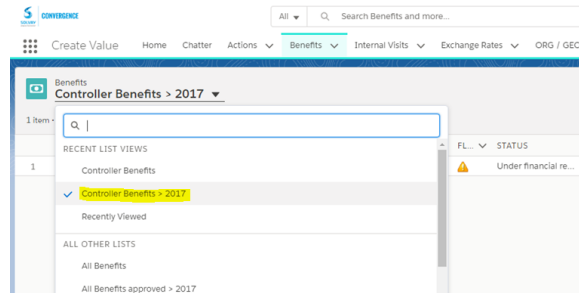 SOLVAY CONVERGENCE All Search Benefits and more...
Create Value Home Chatter Actions Benefits Internal Visits Exchange Rates ORG / GEO
Benefits
Controller Benefits > 2017
1 item •
RECENT LIST VIEWS
FL... STATUS
1 Controller Benefits Under financial re...
Controller Benefits > 2017
Recently Viewed
ALL OTHER LISTS
All Benefits
All Benefits approved > 2017